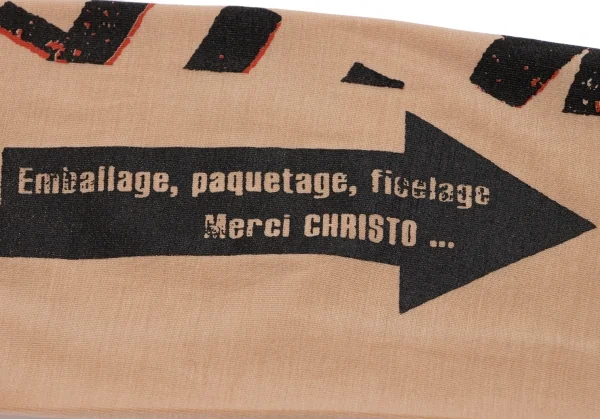 Emballage, paquetage, ficelage
Merci CHRISTO ...